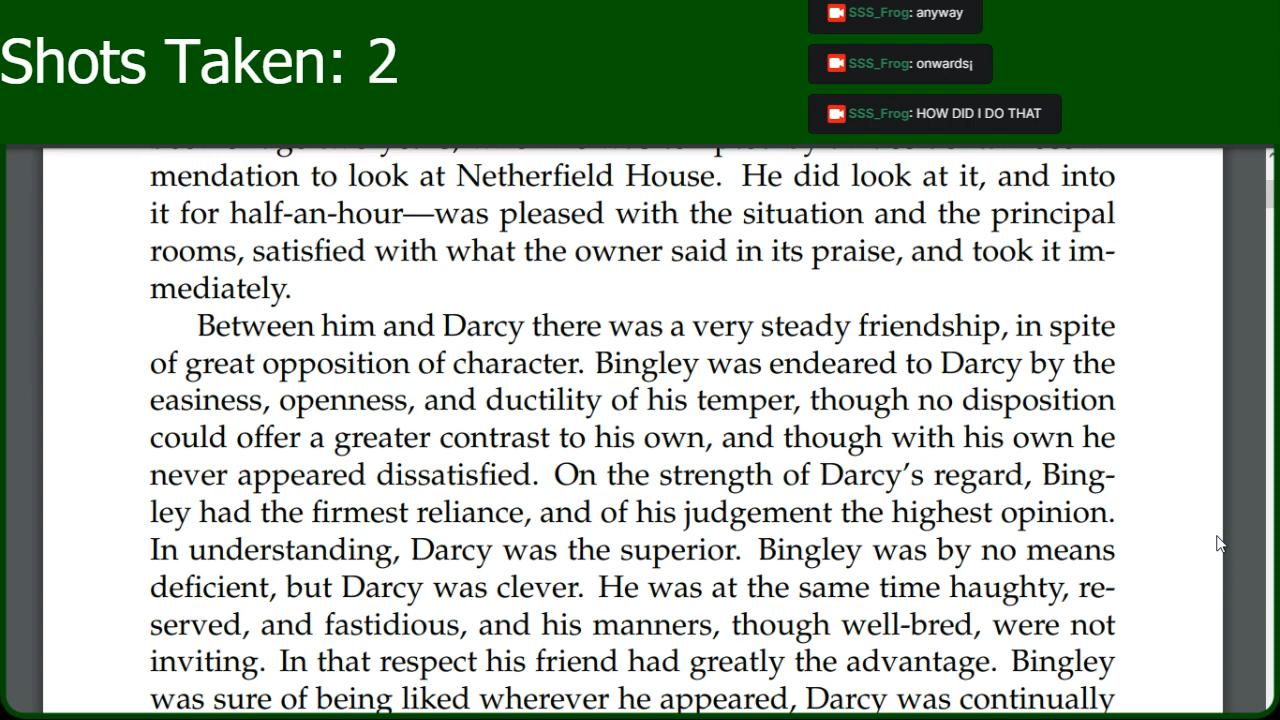 Shots Taken: 2
SSS_Frog: anyway
SSS_Frog: onwards¡
SSS_Frog: HOW DID I DO THAT
mendation to look at Netherfield House. He did look at it, and into
it for half-an-hour—was pleased with the situation and the principal
rooms, satisfied with what the owner said in its praise, and took it im-
mediately.
Between him and Darcy there was a very steady friendship, in spite
of great opposition of character. Bingley was endeared to Darcy by the
easiness, openness, and ductility of his temper, though no disposition
could offer a greater contrast to his own, and though with his own he
never appeared dissatisfied. On the strength of Darcy’s regard, Bing-
ley had the firmest reliance, and of his judgement the highest opinion.
In understanding, Darcy was the superior. Bingley was by no means
deficient, but Darcy was clever. He was at the same time haughty, re-
served, and fastidious, and his manners, though well-bred, were not
inviting. In that respect his friend had greatly the advantage. Bingley
was sure of being liked wherever he appeared, Darcy was continually